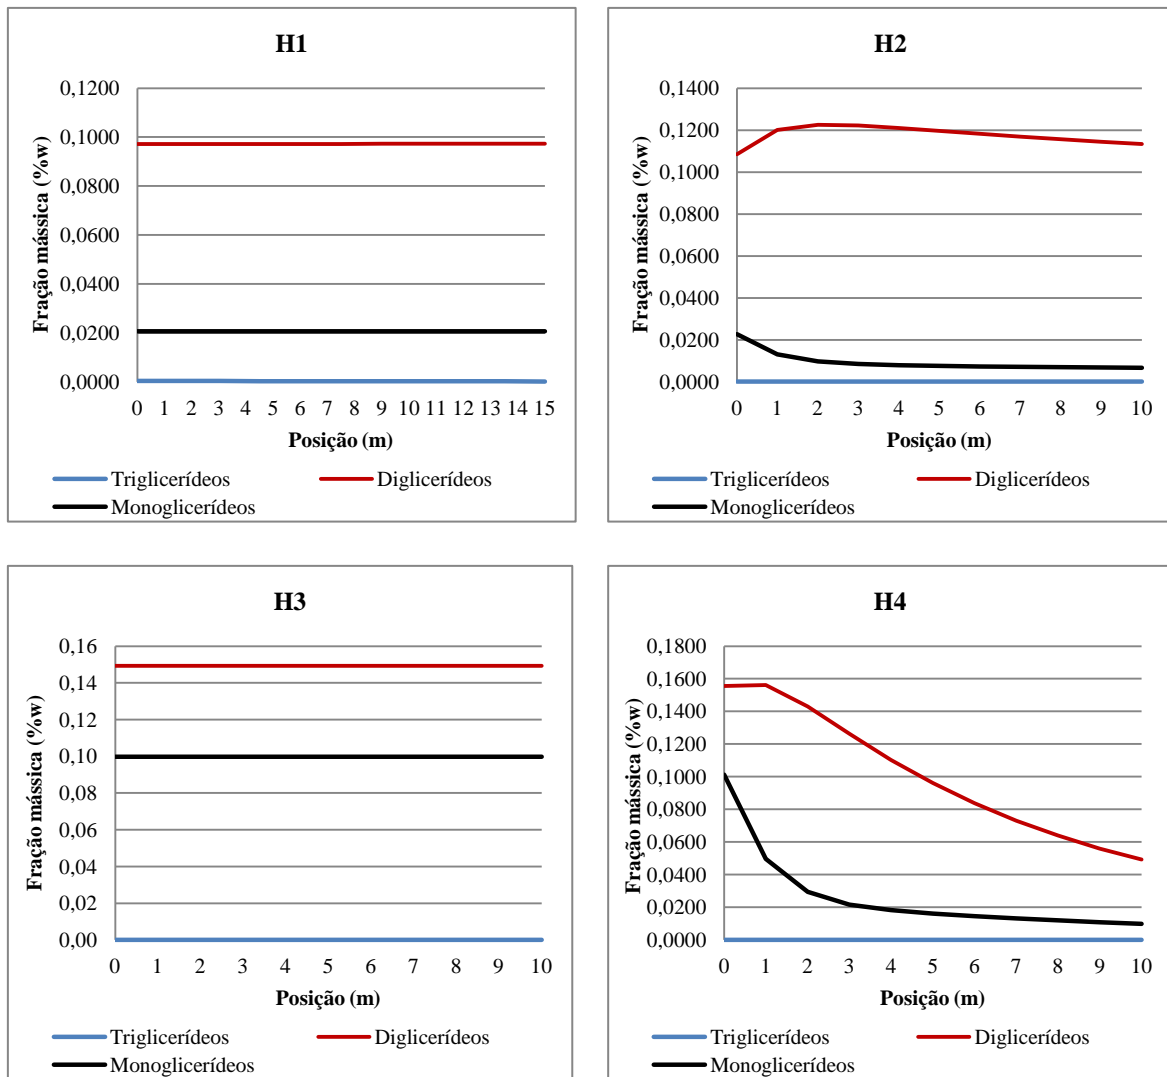 H1
Fração mássica (%w)
0,1200
0,1000
0,0800
0,0600
0,0400
0,0200
0,0000
0 1 2 3 4 5 6 7 8 9 10 11 12 13 14 15
Posição (m)
Triglicerídeos Diglicerídeos
Monoglicerídeos
H2
Fração mássica (%w)
0,1400
0,1200
0,1000
0,0800
0,0600
0,0400
0,0200
0,0000
0 1 2 3 4 5 6 7 8 9 10
Posição (m)
Triglicerídeos Diglicerídeos
Monoglicerídeos
H3
Fração mássica (%w)
0,16
0,14
0,12
0,10
0,08
0,06
0,04
0,02
0,00
0 1 2 3 4 5 6 7 8 9 10
Posição (m)
Triglicerídeos Diglicerídeos
Monoglicerídeos
H4
Fração mássica (%w)
0,1800
0,1600
0,1400
0,1200
0,1000
0,0800
0,0600
0,0400
0,0200
0,0000
0 1 2 3 4 5 6 7 8 9 10
Posição (m)
Triglicerídeos Diglicerídeos
Monoglicerídeos